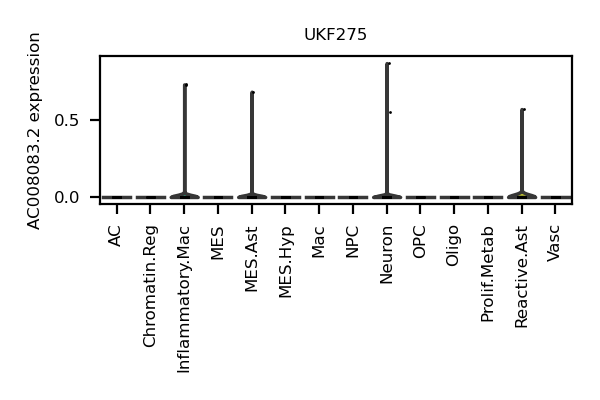 UKF275
AC008083.2 expression
0.5
0.0
AC
Chromatin.Reg
Inflammatory.Mac
MES
MES.Ast
MES.Hyp
Mac
NPC
Neuron
OPC
Oligo
Prolif.Metab
Reactive.Ast
Vasc